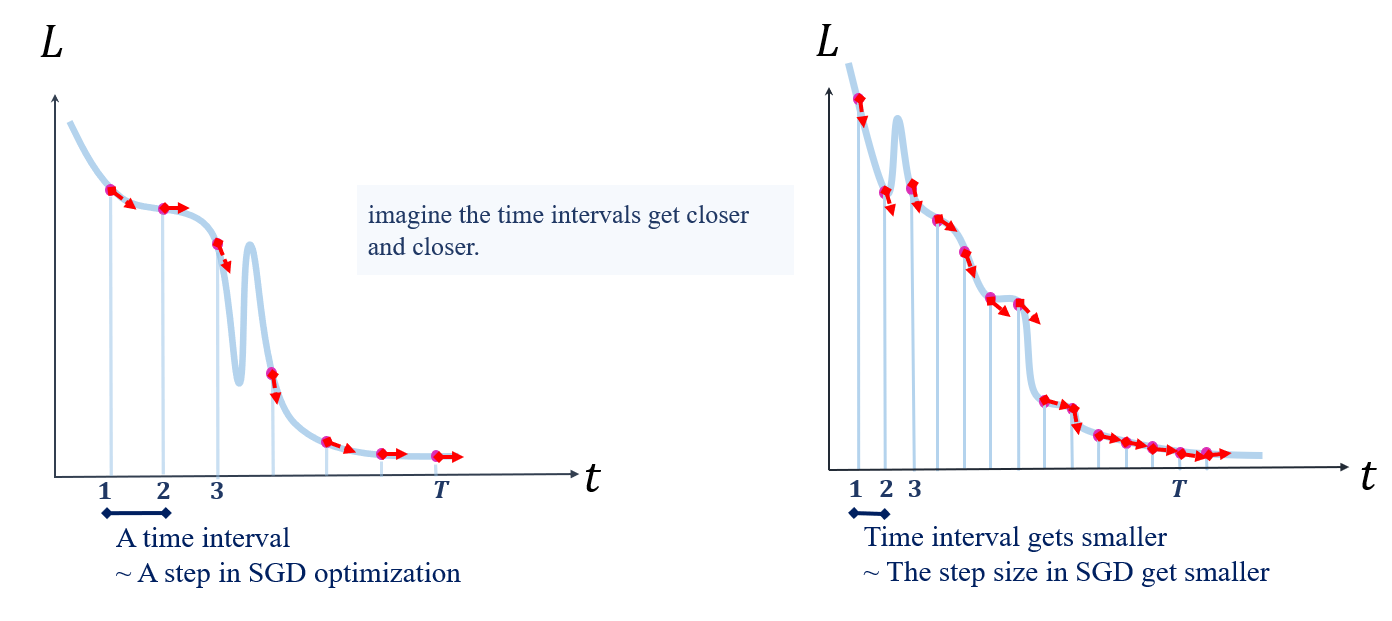 L
t
1 2 3 T
A time interval
~ A step in SGD optimization
imagine the time intervals get closer
and closer.
L
t
1 2 3 T
Time interval gets smaller
~ The step size in SGD get smaller